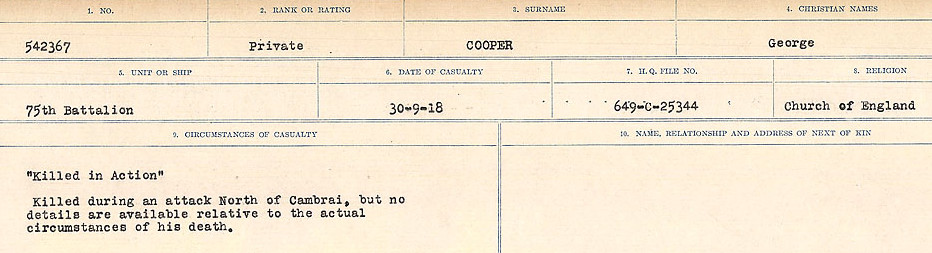 1. NO. 2. RANK OR RATING 3. SURNAME 4. CHRISTIAN NAMES
542367 Private COOPER George
5. UNIT OR SHIP 6. DATE OF CASUALTY 7. H.Q. FILE NO. 8. RELIGION
75th Battalion 30-9-18 649-C-25344 Church of England
9. CIRCUMSTANCES OF CASUALTY 10. NAME, RELATIONSHIP AND ADDRESS OF NEXT OF KIN
"Killed in Action"
Killed during an attack North of Cambrai, but no
details are available relative to the actual
circumstances of his death.